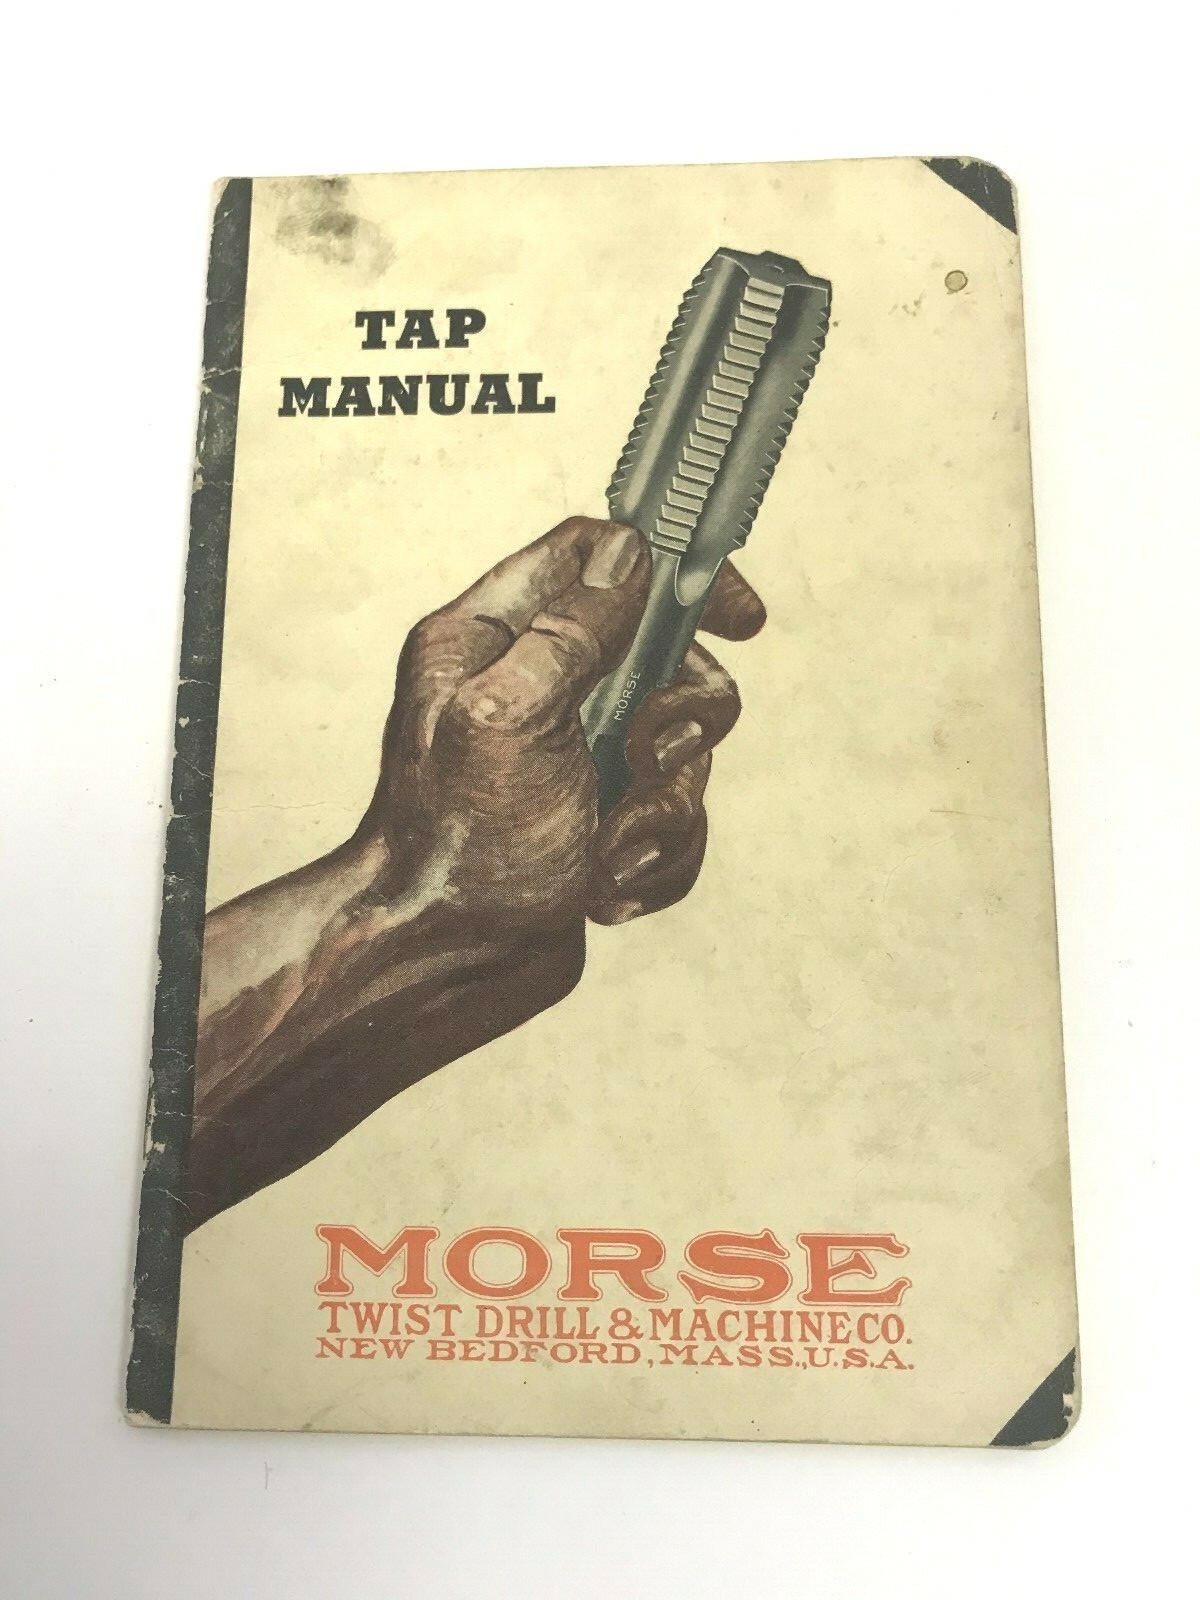 TAP
MANUAL
MORSE
MORSE
TWIST DRILL & MACHINE CO.
NEW BEDFORD, MASS., U.S.A.